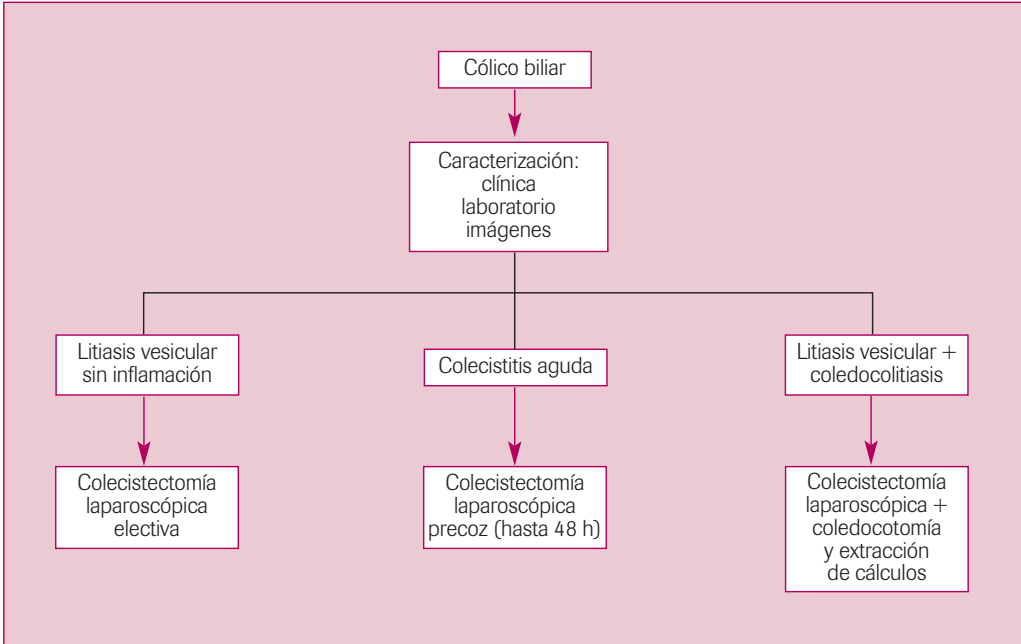 Cólico biliar
Caracterización:
clínica
laboratorio
imágenes
Litiasis vesicular
sin inflamación
Colecistitis aguda
Litiasis vesicular +
coledocolitiasis
Colecistectomía
laparoscópica
electiva
Colecistectomía
laparoscópica
precoz (hasta 48 h)
Colecistectomía
laparoscópica +
coledocotomía
y extracción
de cálculos